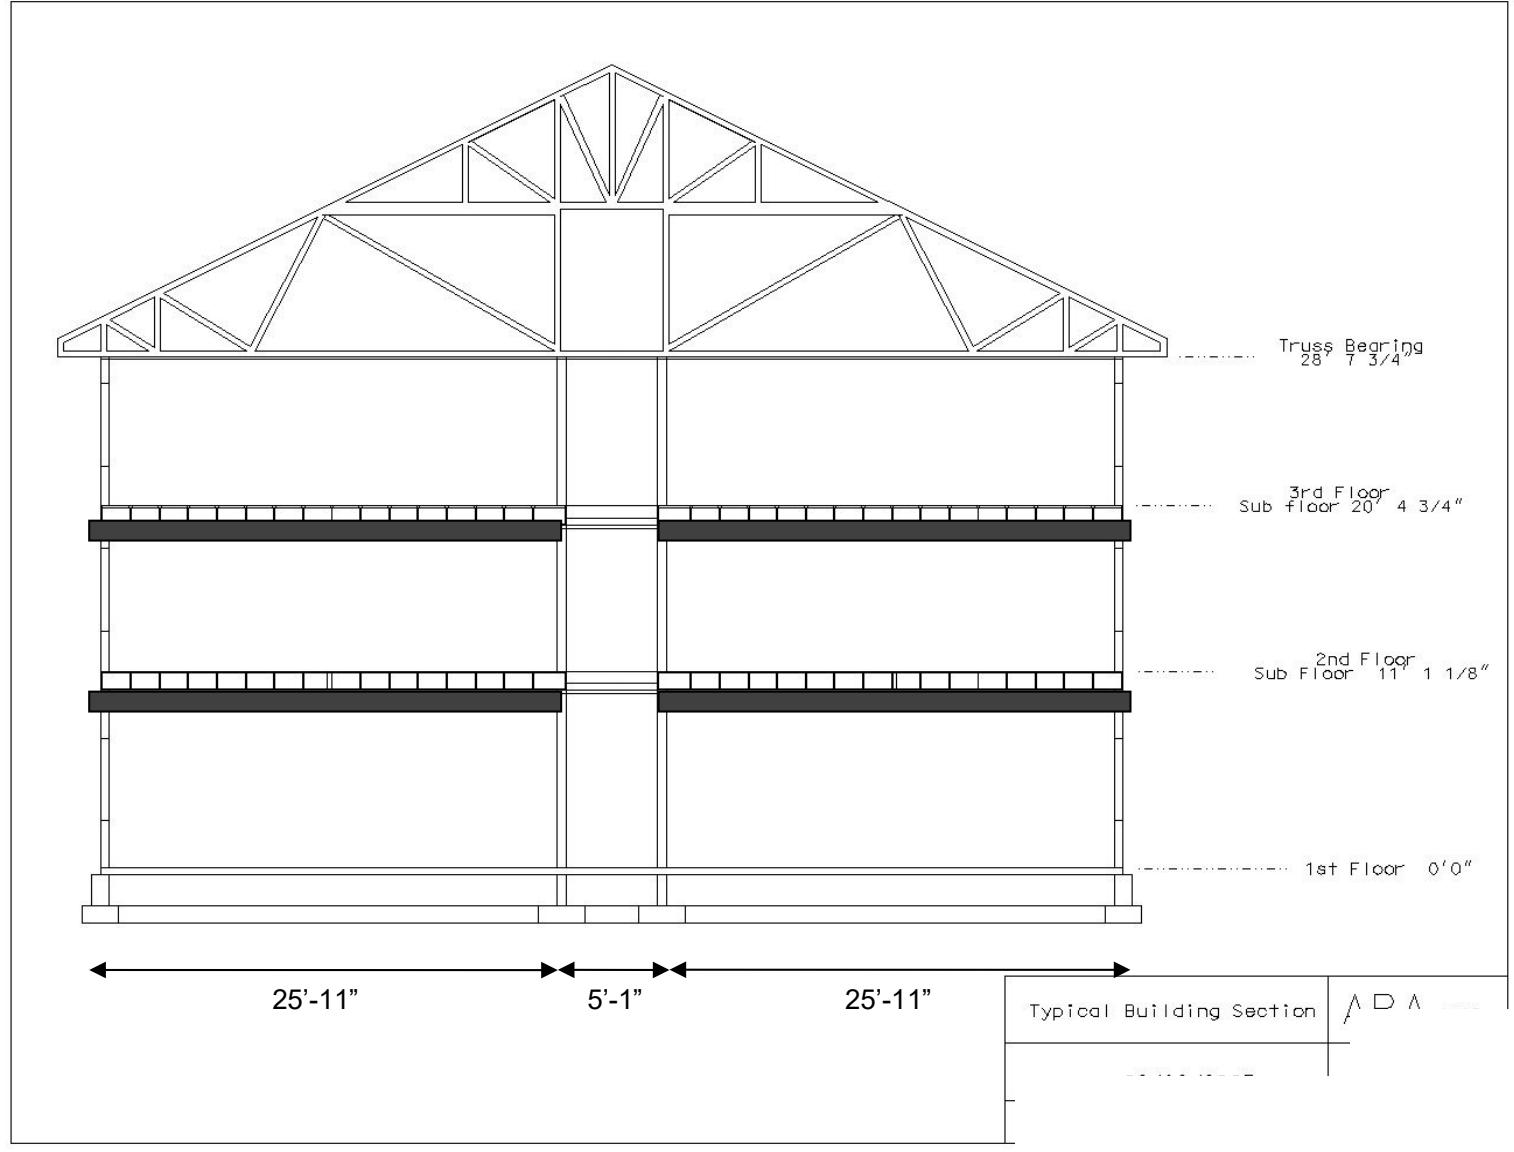 Truss Bearing
28' 7 3/4"
3rd Floor
Sub floor 20' 4 3/4"
2nd Floor
Sub Floor 11' 1 1/8"
1st Floor 0'0"
25’-11”
5’-1”
25’-11”
Typical Building Section